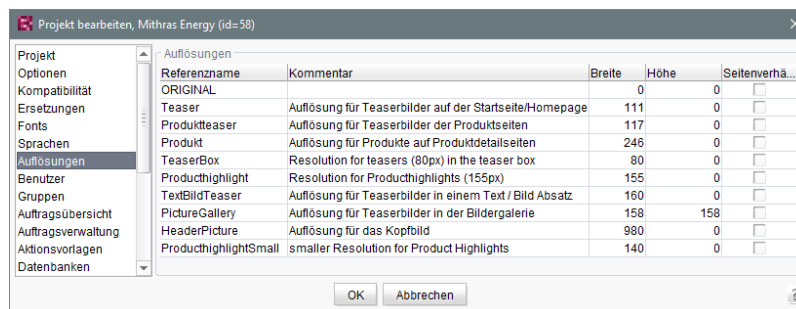 Projekt bearbeiten, Mithras Energy (id=58)
Projekt
Optionen
Kompatibilität
Ersetzungen
Fonts
Sprachen
Auflösungen
Benutzer
Gruppen
Auftragsübersicht
Auftragsverwaltung
Aktionsvorlagen
Datenbanken
Auflösungen
Referenzname Kommentar Breite Höhe Seitenverhä...
ORIGINAL 0 0
Teaser Auflösung für Teaserbilder auf der Startseite/Homepage 111 0
Produktteaser Auflösung für Teaserbilder der Produktseiten 117 0
Produkt Auflösung für Produkte auf Produktdetailseiten 246 0
TeaserBox Resolution for teasers (80px) in the teaser box 80 0
Producthighlight Resolution for Producthighlights (155px) 155 0
TextBildTeaser Auflösung für Teaserbilder in einem Text / Bild Absatz 160 0
PictureGallery Auflösung für Teaserbilder in der Bildergalerie 158 158
HeaderPicture Auflösung für das Kopfbild 980 0
ProducthighlightSmall smaller Resolution for Product Highlights 140 0
OK Abbrechen ?